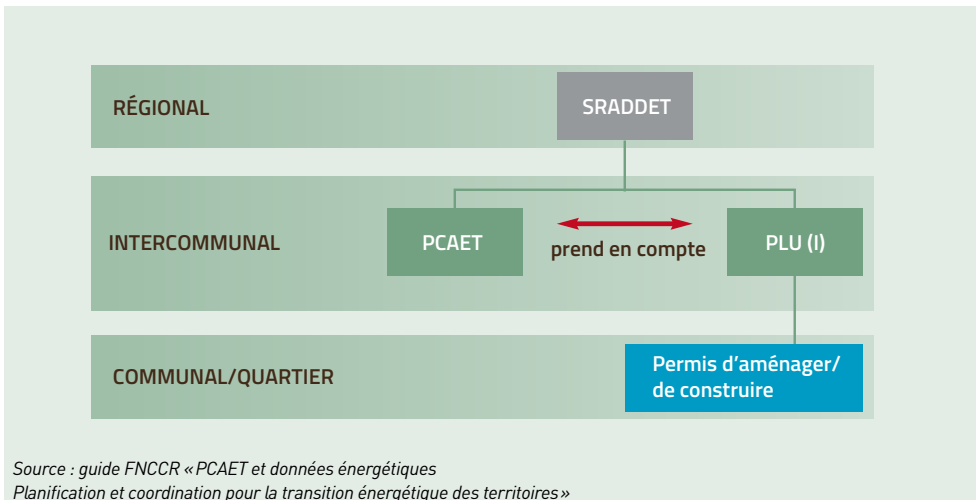 RÉGIONAL
SRADDET
INTERCOMMUNAL
PCAET
prend en compte
PLU (I)
COMMUNAL/QUARTIER
Permis d’aménager/
de construire
Source : guide FNCCR «PCAET et données énergétiques
Planification et coordination pour la transition énergétique des territoires»